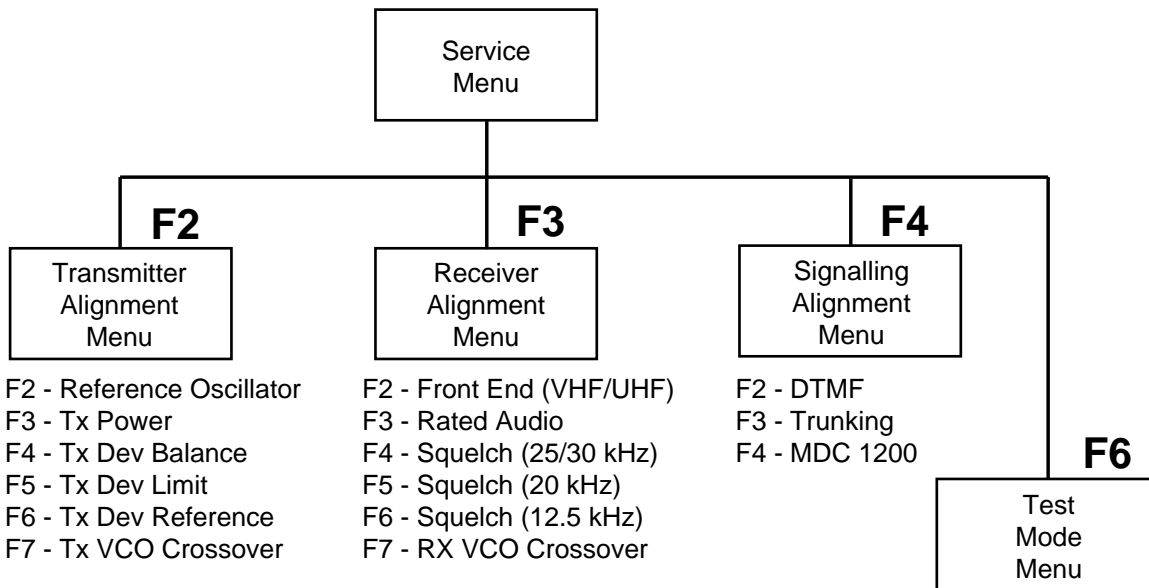 Service
Menu
F2
Transmitter
Alignment
Menu
F2 - Reference Oscillator
F3 - Tx Power
F4 - Tx Dev Balance
F5 - Tx Dev Limit
F6 - Tx Dev Reference
F7 - Tx VCO Crossover
F3
Receiver
Alignment
Menu
F2 - Front End (VHF/UHF)
F3 - Rated Audio
F4 - Squelch (25/30 kHz)
F5 - Squelch (20 kHz)
F6 - Squelch (12.5 kHz)
F7 - RX VCO Crossover
F4
Signalling
Alignment
Menu
F2 - DTMF
F3 - Trunking
F4 - MDC 1200
F6
Test
Mode
Menu